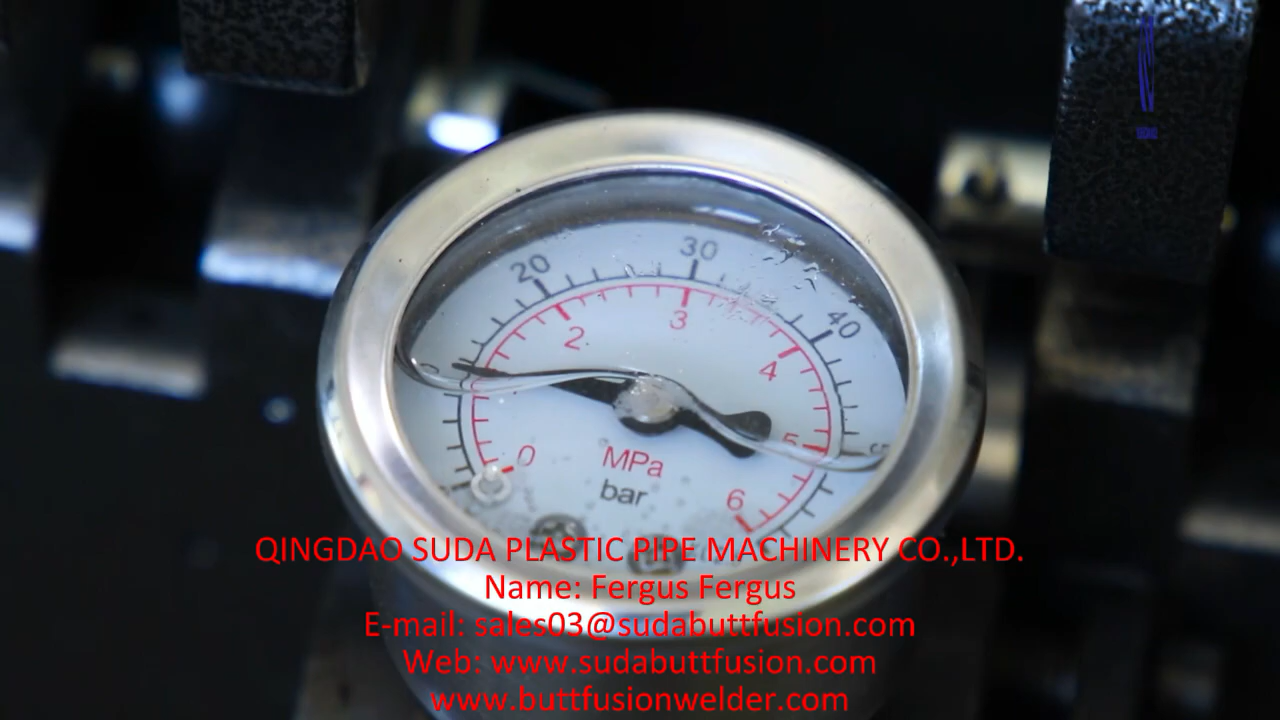 30
20
40
3
2
4
5
0
MPa
6
bar
QINGDAO SUDA PLASTIC PIPE MACHINERY CO.,LTD.
Name: Fergus Fergus
E-mail: sales03@sudabuttfusion.com
Web: www.sudabuttfusion.com
www.buttfusionwelder.com